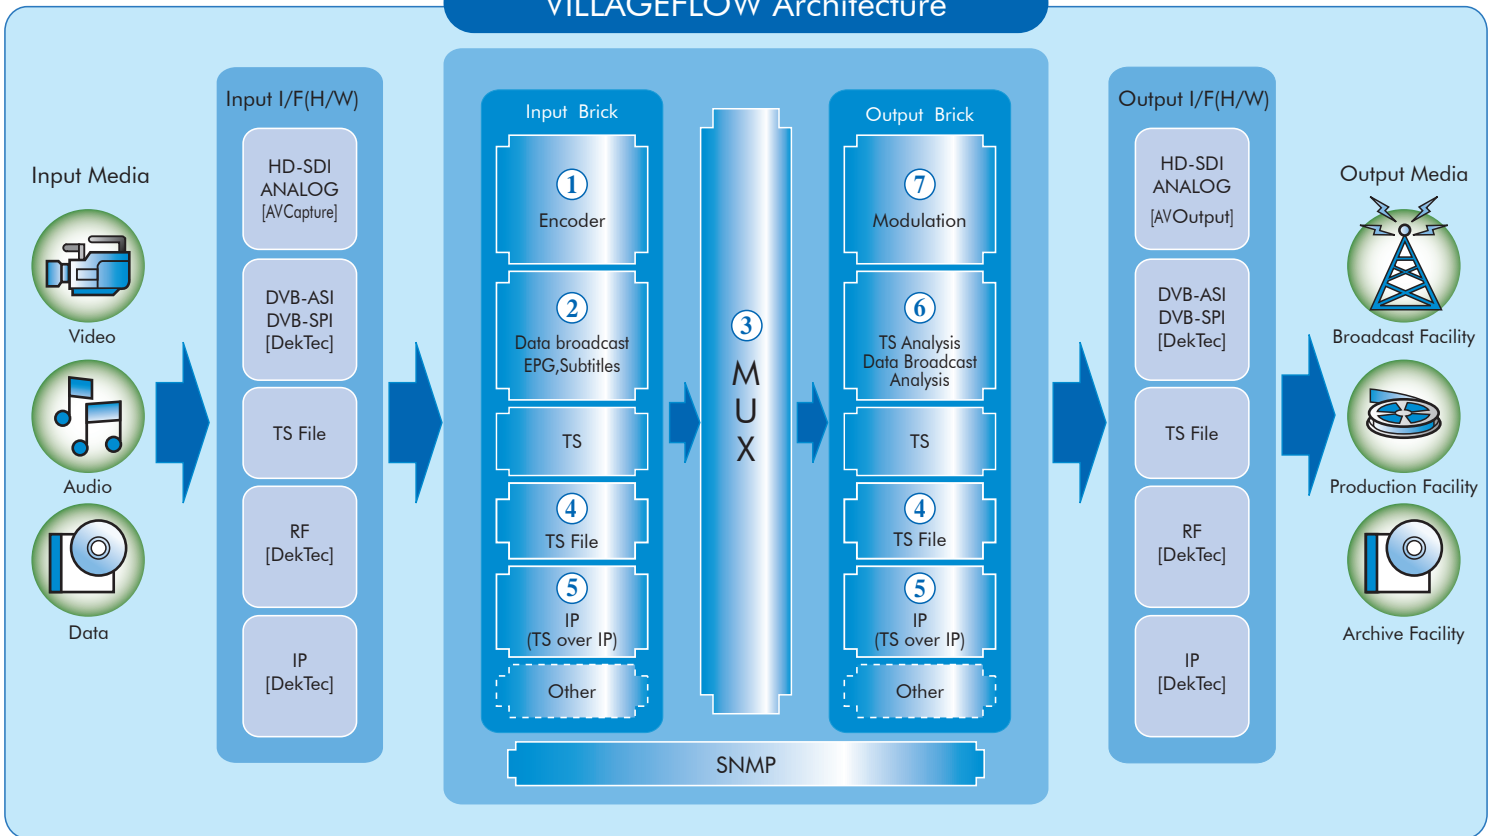 VILLAGEFLOW Architecture
Input Media
Video
Audio
Data
Input I/F(H/W)
HD-SDI
ANALOG
[AVCapture]
DVB-ASI
DVB-SPI
[DekTec]
TS File
RF
[DekTec]
IP
[DekTec]
Input Brick
1
Encoder
2
Data broadcast
EPG,Subtitles
TS
4
TS File
5
IP
(TS over IP)
Other
3
M
U
X
Output Brick
7
Modulation
6
TS Analysis
Data Broadcast
Analysis
TS
4
TS File
5
IP
(TS over IP)
Other
SNMP
Output I/F(H/W)
HD-SDI
ANALOG
[AVOutput]
DVB-ASI
DVB-SPI
[DekTec]
TS File
RF
[DekTec]
IP
[DekTec]
Output Media
Broadcast Facility
Production Facility
Archive Facility